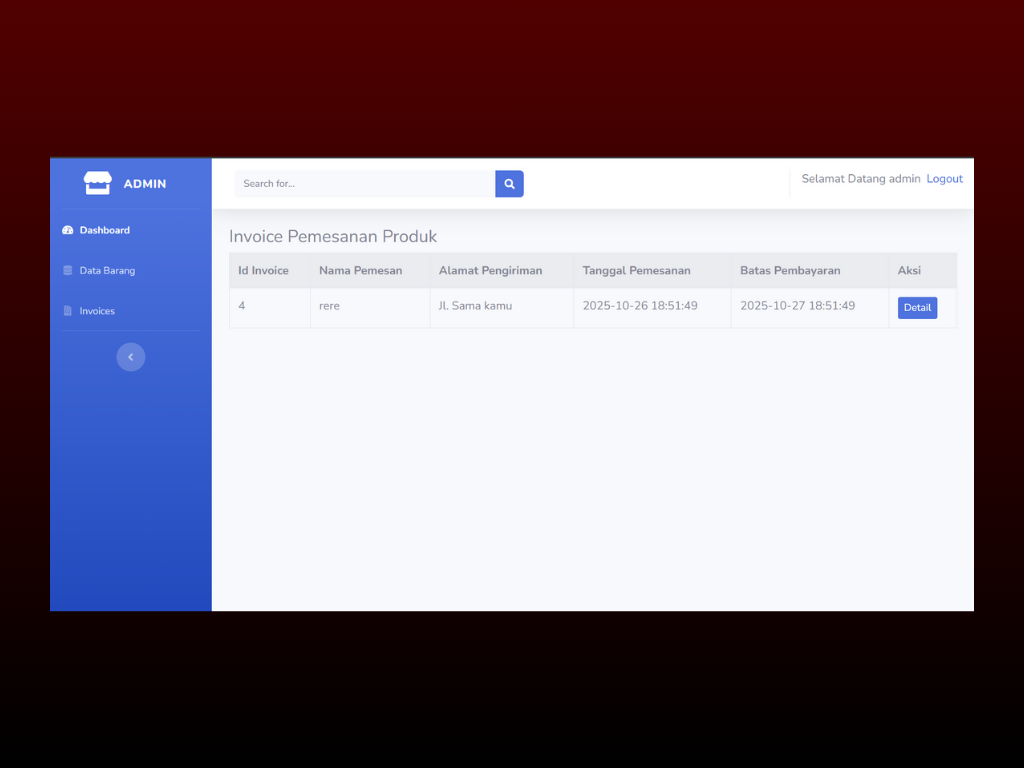 ADMIN
Search for...
Selamat Datang admin Logout
Dashboard
Data Barang
Invoices
Invoice Pemesanan Produk
Id Invoice Nama Pemesan Alamat Pengiriman Tanggal Pemesanan Batas Pembayaran Aksi
4 rere Jl. Sama kamu 2025-10-26 18:51:49 2025-10-27 18:51:49 Detail